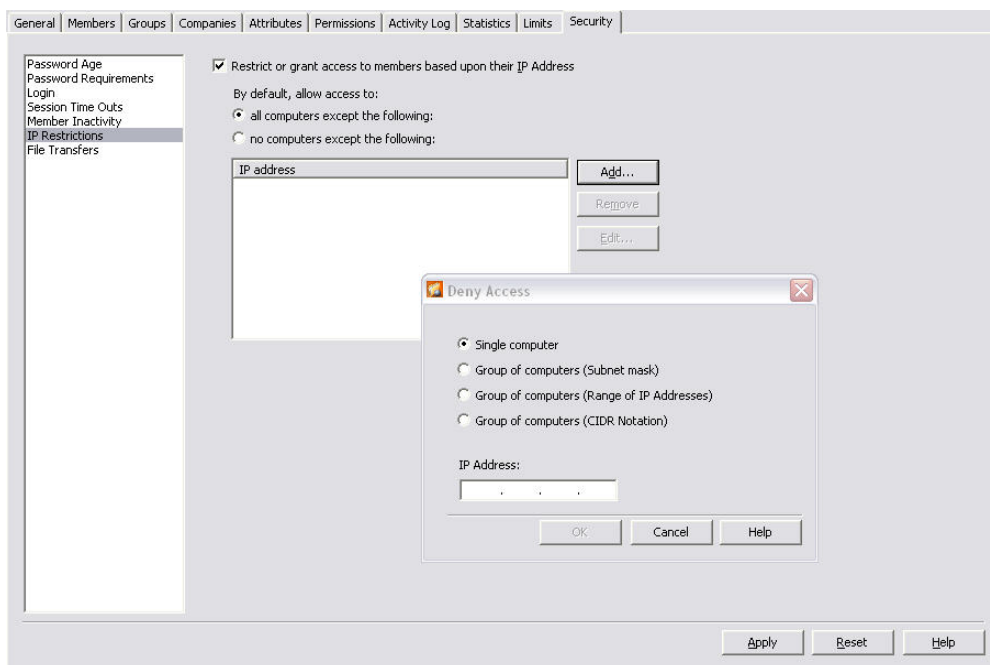 General Members Groups Companies Attributes Permissions Activity Log Statistics Limits Security
Password Age
Password Requirements
Login
Session Time Outs
Member Inactivity
IP Restrictions
File Transfers
Restrict or grant access to members based upon their IP Address
By default, allow access to:
all computers except the following:
no computers except the following:
IP address
Add...
Remove
Edit...
Deny Access
Single computer
Group of computers (Subnet mask)
Group of computers (Range of IP Addresses)
Group of computers (CIDR Notation)
IP Address:
. . .
OK Cancel Help
Apply Reset Help